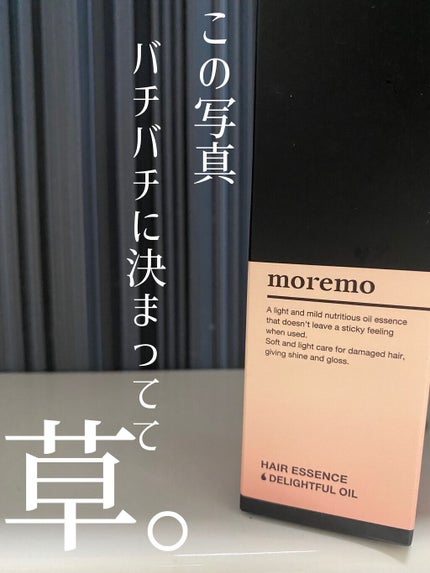 この写真
バチバチに決まってて
草。
moremo
A light and mild nutritious oil essence
that doesn't leave a sticky feeling
when used.
Soft and light care for damaged hair,
giving shine and gloss.
HAIR ESSENCE
DELIGHTFUL OIL